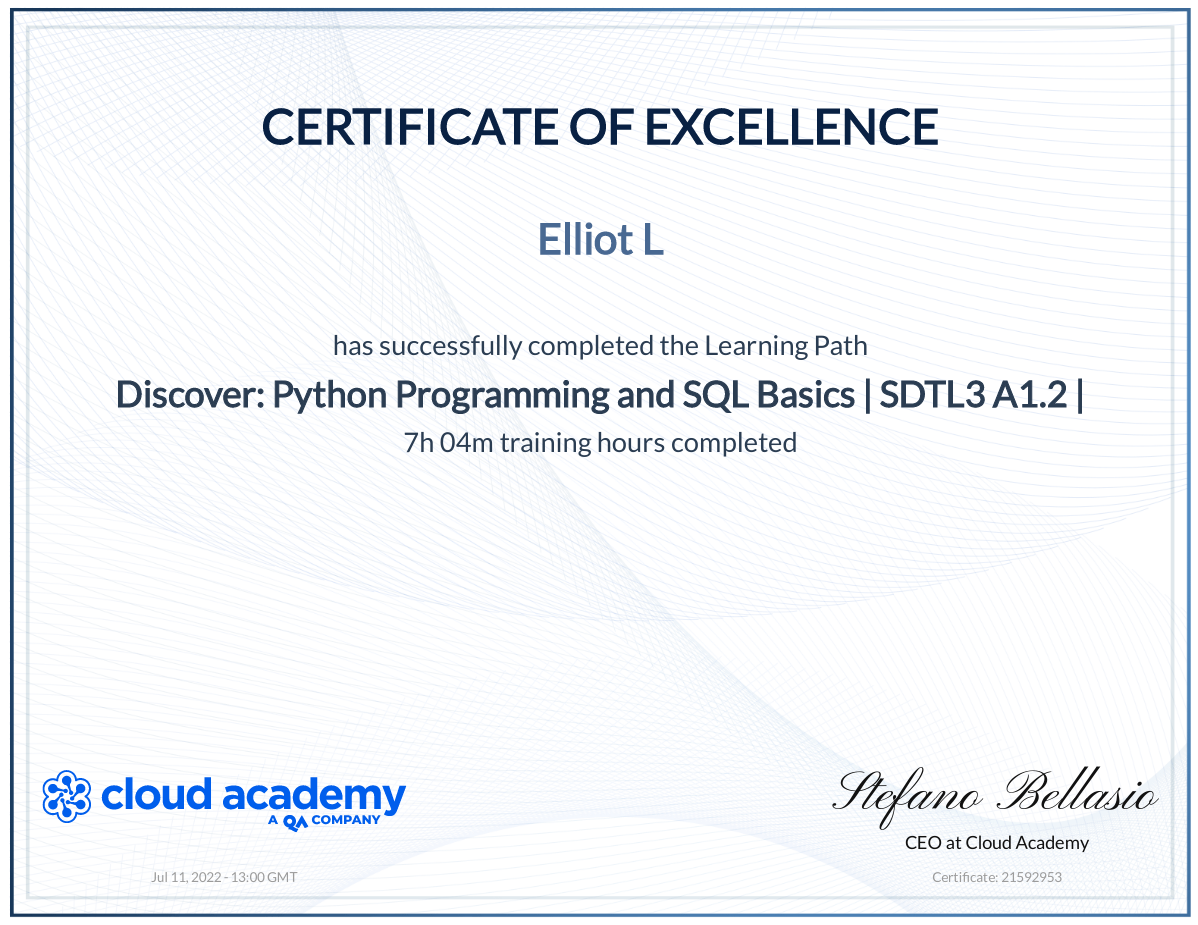 CERTIFICATE OF EXCELLENCE
Elliot L
has successfully completed the Learning Path
Discover: Python Programming and SQL Basics | SDTL3 A1.2 |
7h 04m training hours completed
cloud academy
A QA COMPANY
Stefano Bellasio
CEO at Cloud Academy
Jul 11, 2022 - 13:00 GMT
Certificate: 21592953